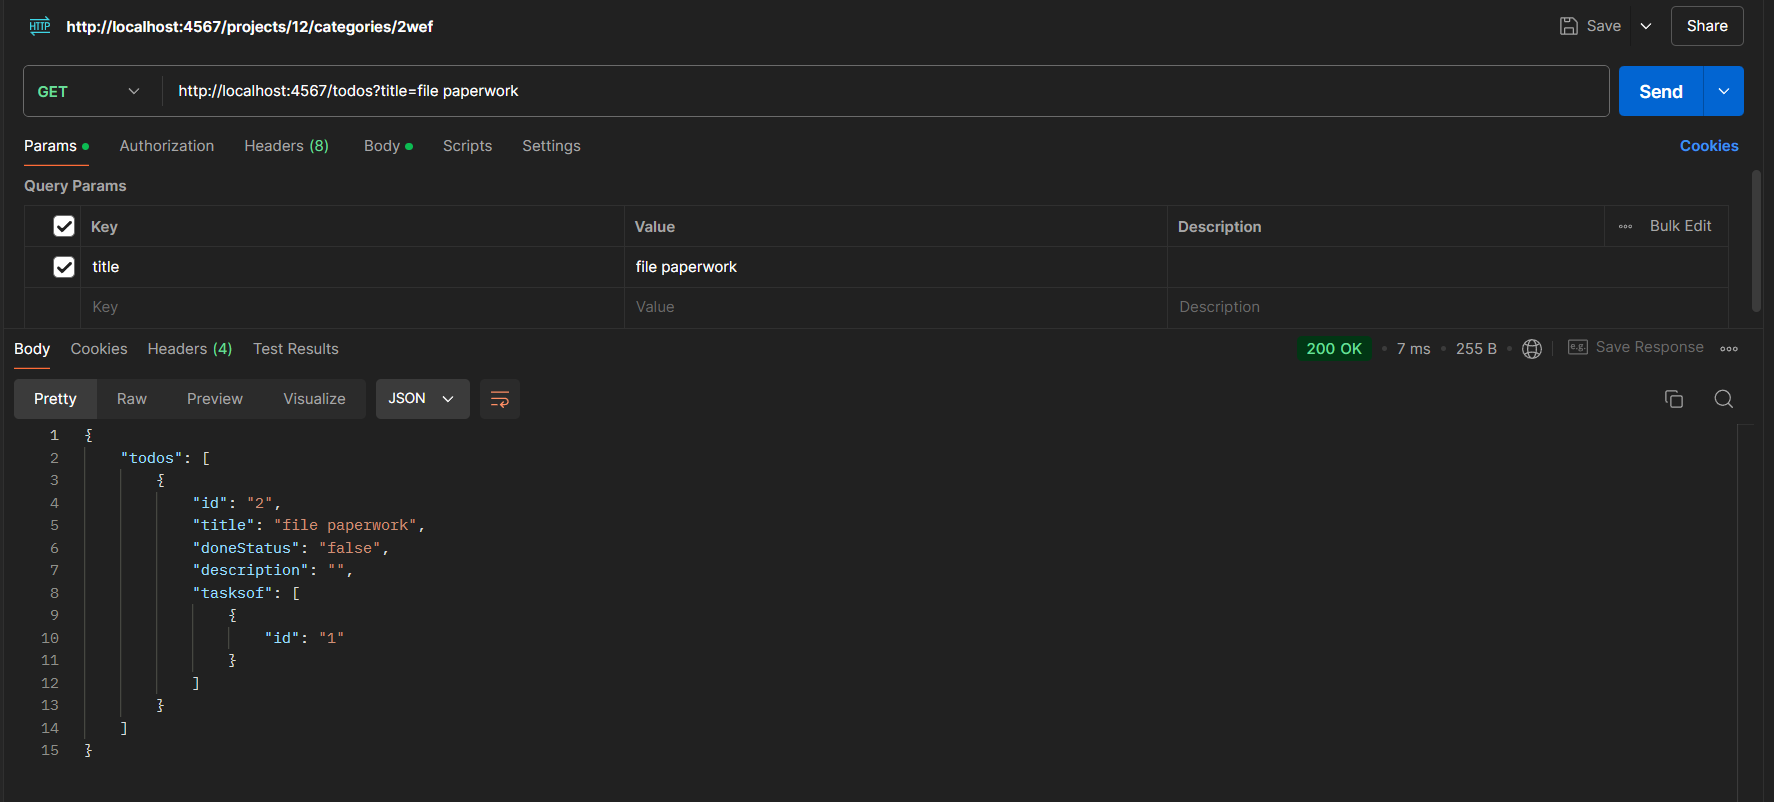 HTTP http://localhost:4567/projects/12/categories/2wef Save Share
GET http://localhost:4567/todos?title=file paperwork Send
Params Authorization Headers (8) Body Scripts Settings Cookies
Query Params
Key Value Description Bulk Edit
title file paperwork
Key Value Description
Body Cookies Headers (4) Test Results 200 OK 7 ms 255 B e.g. Save Response
Pretty Raw Preview Visualize JSON
1 {
2 "todos": [
3 {
4 "id": "2",
5 "title": "file paperwork",
6 "doneStatus": "false",
7 "description": "",
8 "tasksof": [
9 {
10 "id": "1"
11 }
12 ]
13 }
14 ]
15 }